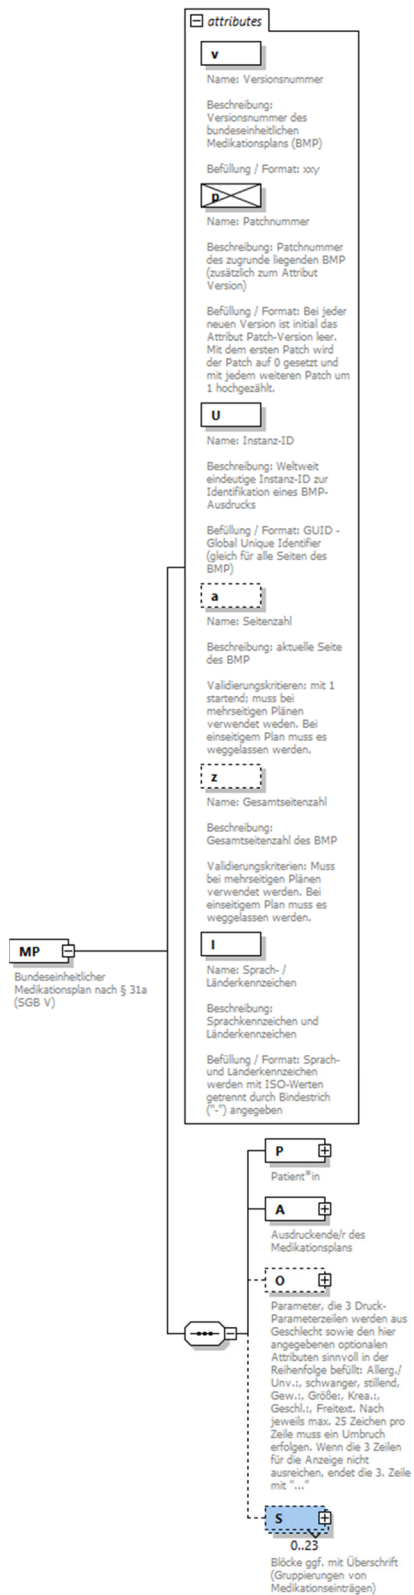 attributes
v
Name: Versionsnummer
Beschreibung:
Versionsnummer des
bundeseinheitlichen
Medikationsplans (BMP)
Befüllung / Format: xxy
p
Name: Patchnummer
Beschreibung: Patchnummer
des zugrunde liegenden BMP
(zusätzlich zum Attribut
Version)
Befüllung / Format: Bei jeder
neuen Version ist initial das
Attribut Patch-Version leer.
Mit dem ersten Patch wird
der Patch auf 0 gesetzt und
mit jedem weiteren Patch um
1 hochgezählt.
U
Name: Instanz-ID
Beschreibung: Weltweit
eindeutige Instanz-ID zur
Identifikation eines BMP-
Ausdrucks
Befüllung / Format: GUID -
Global Unique Identifier
(gleich für alle Seiten des
BMP)
a
Name: Seitenzahl
Beschreibung: aktuelle Seite
des BMP
Validierungskritieren: mit 1
startend; muss bei
mehrseitigen Plänen
verwendet weden. Bei
einseitigem Plan muss es
weggelassen werden.
z
Name: Gesamtseitenzahl
Beschreibung:
Gesamtseitenzahl des BMP
Validierungskriterien: Muss
bei mehrseitigen Plänen
verwendet werden. Bei
einseitigem Plan muss es
weggelassen werden.
l
Name: Sprach- /
Länderkennzeichen
Beschreibung:
Sprachkennzeichen und
Länderkennzeichen
Befüllung / Format: Sprach-
und Länderkennzeichen
werden mit ISO-Werten
getrennt durch Bindestrich
("-") angegeben
MP
Bundeseinheitlicher
Medikationsplan nach § 31a
(SGB V)
P
Patient*in
A
Ausdruckende/r des
Medikationsplans
O
Parameter, die 3 Druck-
Parameterzeilen werden aus
Geschlecht sowie den hier
angegebenen optionalen
Attributen sinnvoll in der
Reihenfolge befüllt: Allerg./
Unv.:, schwanger, stillend,
Gew.:, Größe:, Krea.:,
Geschl.:, Freitext. Nach
jeweils max. 25 Zeichen pro
Zeile muss ein Umbruch
erfolgen. Wenn die 3 Zeilen
für die Anzeige nicht
ausreichen, endet die 3. Zeile
mit "..."
S
0..23
Blöcke ggf. mit Überschrift
(Gruppierungen von
Medikationseinträgen)